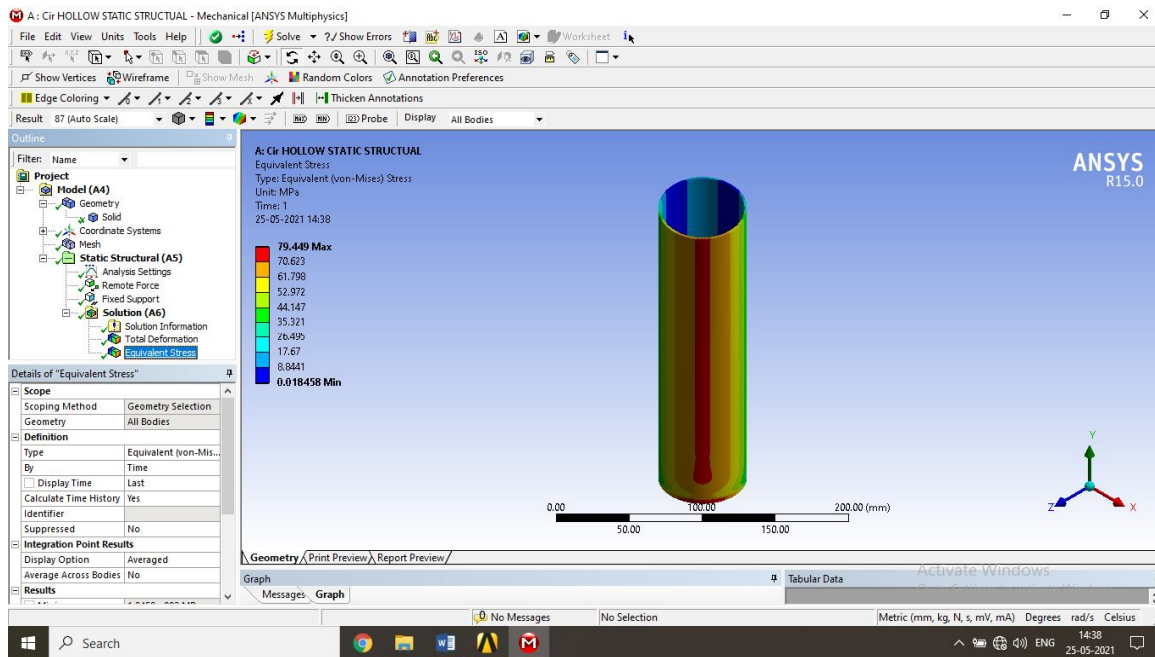 A : Cir HOLLOW STATIC STRUCTUAL - Mechanical [ANSYS Multiphysics]
File Edit View Units Tools Help Solve ?/ Show Errors Worksheet
ISO
Show Vertices Wireframe Show Mesh Random Colors Annotation Preferences
Edge Coloring Thicken Annotations
Result 87 (Auto Scale) MAX MIN Probe Display All Bodies
Outline
Filter: Name
Project
Model (A4)
Geometry
Solid
Coordinate Systems
Mesh
Static Structural (A5)
Analysis Settings
Remote Force
Fixed Support
Solution (A6)
Solution Information
Total Deformation
Equivalent Stress
Details of "Equivalent Stress"
Scope
Scoping Method Geometry Selection
Geometry All Bodies
Definition
Type Equivalent (von-Mis...
By Time
Display Time Last
Calculate Time History Yes
Identifier
Suppressed No
Integration Point Results
Display Option Averaged
Average Across Bodies No
Results
A: Cir HOLLOW STATIC STRUCTUAL
Equivalent Stress
Type: Equivalent (von-Mises) Stress
Unit: MPa
Time: 1
25-05-2021 14:38
79.449 Max
70.623
61.798
52.972
44.147
35.321
26.495
17.67
8.8441
0.018458 Min
ANSYS
R15.0
Y
Z
X
0.00 100.00 200.00 (mm)
50.00 150.00
Geometry Print Preview Report Preview
Graph
Messages Graph
Tabular Data
Activate Windows
No Messages No Selection Metric (mm, kg, N, s, mV, mA) Degrees rad/s Celsius
Search
ENG
14:38
25-05-2021